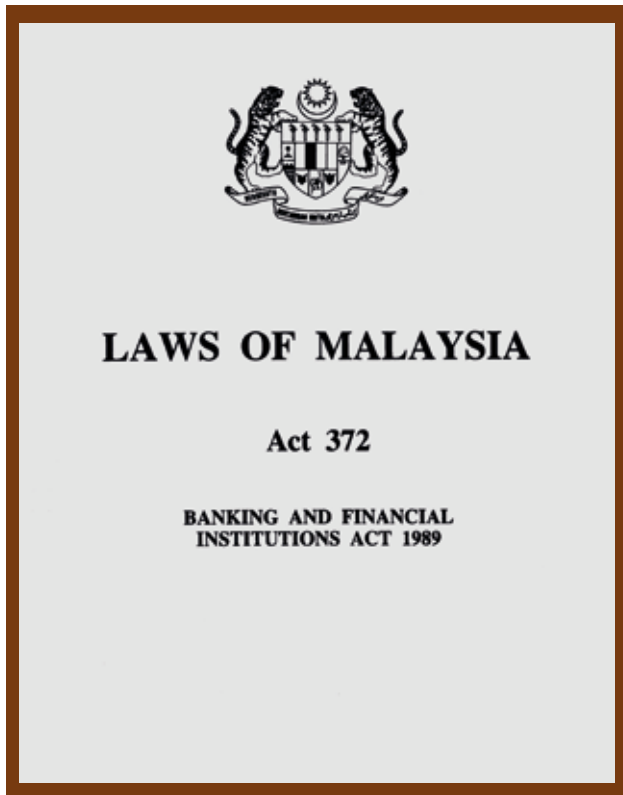 LAWS OF MALAYSIA
Act 372
BANKING AND FINANCIAL
INSTITUTIONS ACT 1989